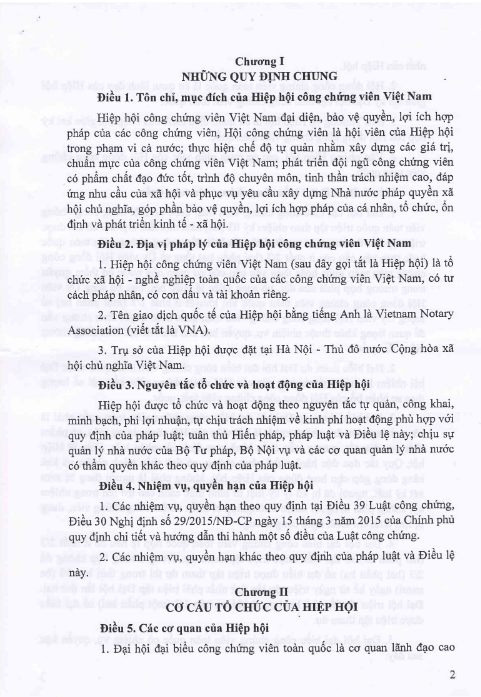 Chương I
NHỮNG QUY ĐỊNH CHUNG
Điều 1. Tôn chỉ, mục đích của Hiệp hội công chứng viên Việt Nam
Hiệp hội công chứng viên Việt Nam đại diện, bảo vệ quyền, lợi ích hợp
pháp của các công chứng viên, Hội công chứng viên là hội viên của Hiệp hội
trong phạm vi cả nước; thực hiện chế độ tự quản nhằm xây dựng các giá trị,
chuẩn mực của công chứng viên Việt Nam; phát triển đội ngũ công chứng viên
có phẩm chất đạo đức tốt, trình độ chuyên môn, tinh thần trách nhiệm cao, đáp
ứng nhu cầu của xã hội và phục vụ yêu cầu xây dựng Nhà nước pháp quyền xã
hội chủ nghĩa, góp phần bảo vệ quyền, lợi ích hợp pháp của cá nhân, tổ chức, ổn
định và phát triển kinh tế - xã hội.
Điều 2. Địa vị pháp lý của Hiệp hội công chứng viên Việt Nam
1. Hiệp hội công chứng viên Việt Nam (sau đây gọi tắt là Hiệp hội) là tổ
chức xã hội - nghề nghiệp toàn quốc của các công chứng viên Việt Nam, có tư
cách pháp nhân, có con dấu và tài khoản riêng.
2. Tên giao dịch quốc tế của Hiệp hội bằng tiếng Anh là Vietnam Notary
Association (viết tắt là VNA).
3. Trụ sở của Hiệp hội được đặt tại Hà Nội - Thủ đô nước Cộng hòa xã
hội chủ nghĩa Việt Nam.
Điều 3. Nguyên tắc tổ chức và hoạt động của Hiệp hội
Hiệp hội được tổ chức và hoạt động theo nguyên tắc tự quản, công khai,
minh bạch, phi lợi nhuận, tự chịu trách nhiệm về kinh phí hoạt động phù hợp với
quy định của pháp luật; tuân thủ Hiến pháp, pháp luật và Điều lệ này; chịu sự
quản lý nhà nước của Bộ Tư pháp, Bộ Nội vụ và các cơ quan quản lý nhà nước
có thẩm quyền khác theo quy định của pháp luật.
Điều 4. Nhiệm vụ, quyền hạn của Hiệp hội
1. Các nhiệm vụ, quyền hạn theo quy định tại Điều 39 Luật công chứng,
Điều 30 Nghị định số 29/2015/NĐ-CP ngày 15 tháng 3 năm 2015 của Chính phủ
quy định chi tiết và hướng dẫn thi hành một số điều của Luật công chứng.
2. Các nhiệm vụ, quyền hạn khác theo quy định của pháp luật và Điều lệ
này.
Chương II
CƠ CẤU TỔ CHỨC CỦA HIỆP HỘI
Điều 5. Các cơ quan của Hiệp hội
1. Đại hội đại biểu công chứng viên toàn quốc là cơ quan lãnh đạo cao
2